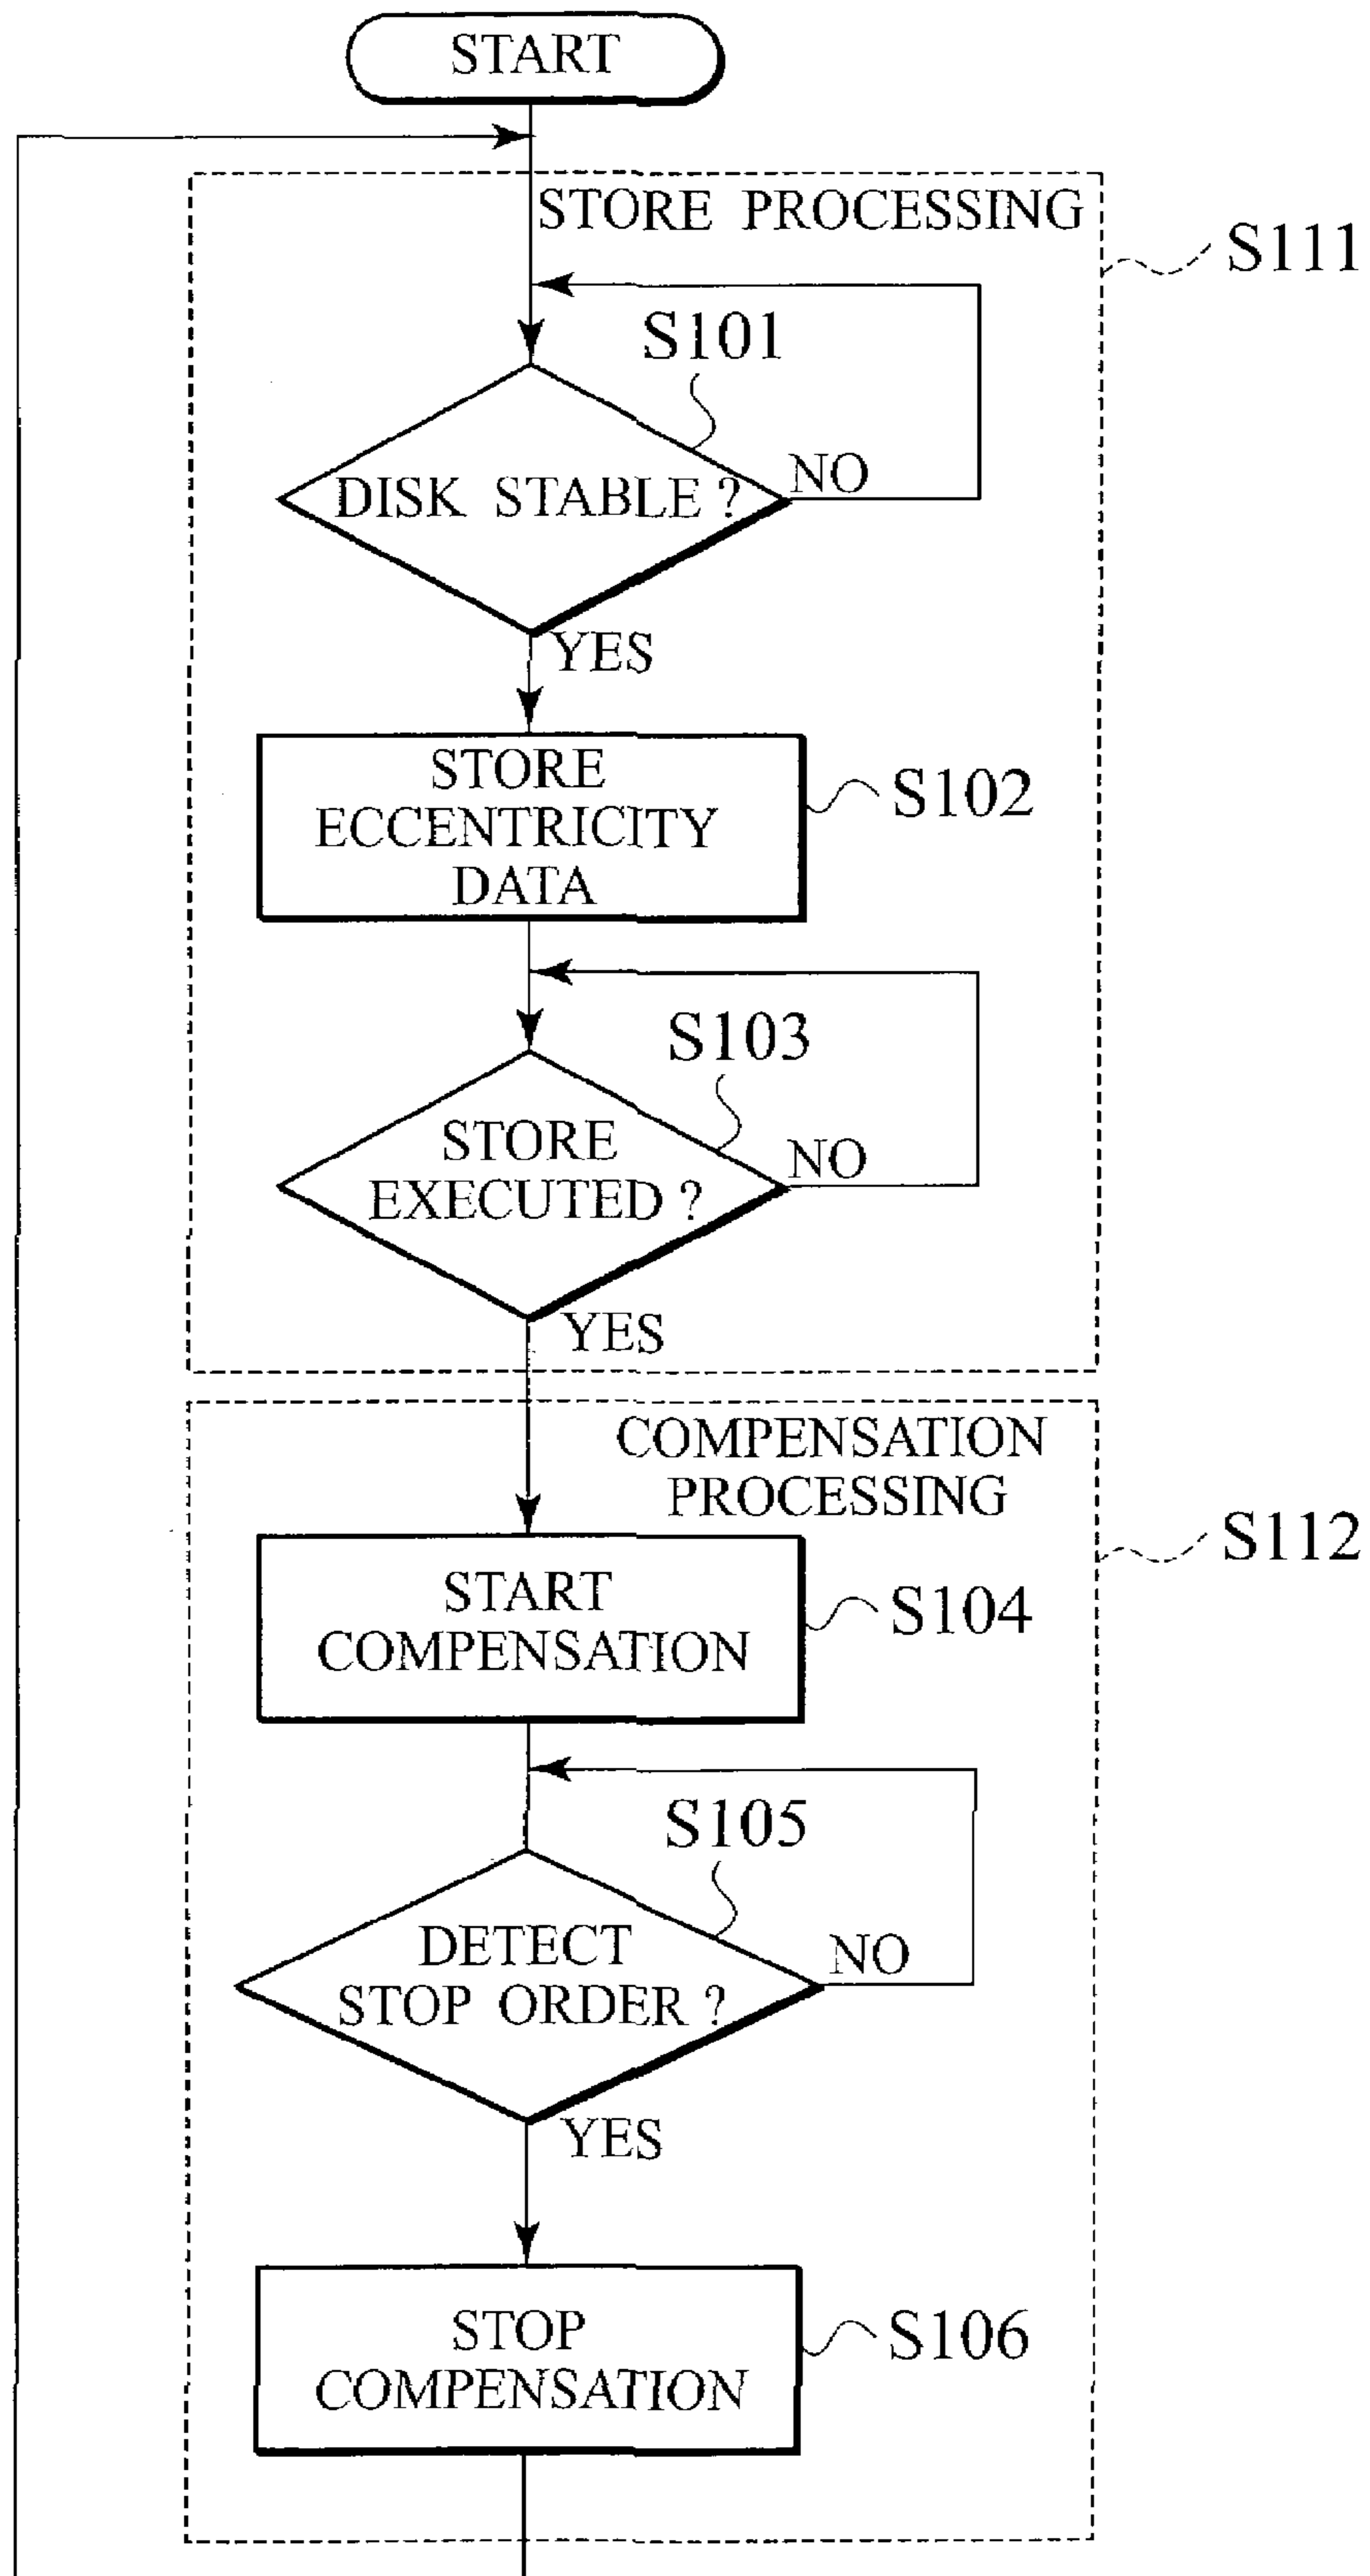 START
STORE PROCESSING
S111
S101
DISK STABLE ?
NO
YES
STORE
ECCENTRICITY
DATA
S102
S103
STORE
EXECUTED ?
NO
YES
COMPENSATION
PROCESSING
S112
START
COMPENSATION
S104
S105
DETECT
STOP ORDER ?
NO
YES
STOP
COMPENSATION
S106